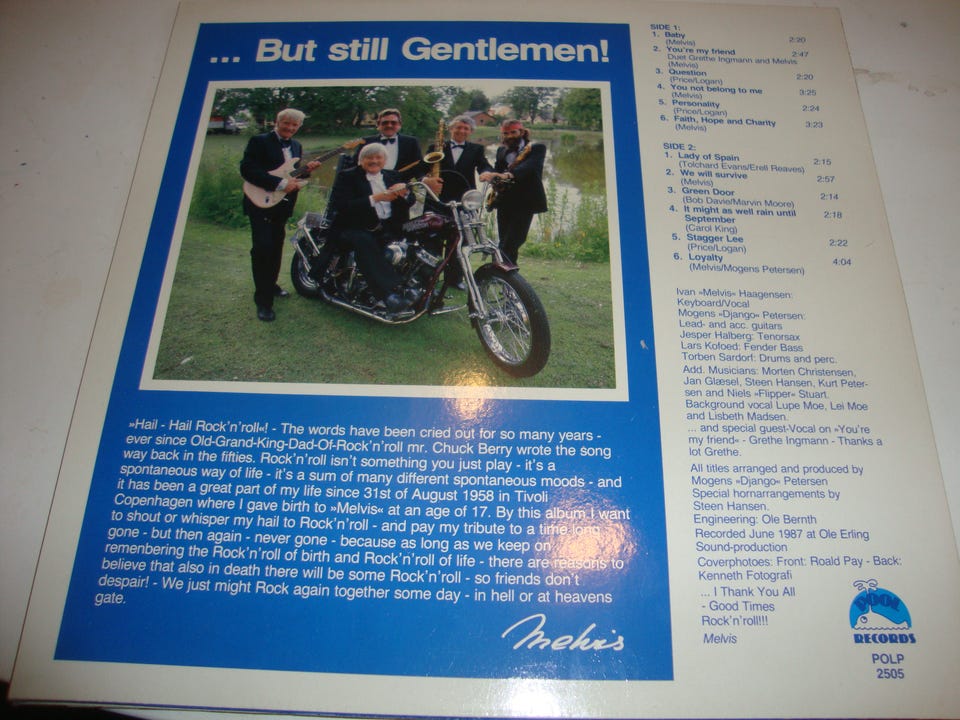 ... But still Gentlemen!
»Hail - Hail Rock'n'roll«! - The words have been cried out for so many years -
ever since Old-Grand-King-Dad-Of-Rock'n'roll mr. Chuck Berry wrote the song
way back in the fifties. Rock'n'roll isn't something you just play - it's a
spontaneous way of life - it's a sum of many different spontaneous moods - and
it has been a great part of my life since 31st of August 1958 in Tivoli
Copenhagen where I gave birth to »Melvis« at an age of 17. By this album I want
to shout or whisper my hail to Rock'n'roll - and pay my tribute to a time long
gone - but then again - never gone - because as long as we keep on
remembering the Rock'n'roll of birth and Rock'n'roll of life - there are reasons to
believe that also in death there will be some Rock'n'roll - so friends don't
despair! - We just might Rock again together some day - in hell or at heavens
gate.
Melvis
SIDE 1:
1. Baby 2:20
(Melvis)
2. You're my friend 2:47
Duet Grethe Ingmann and Melvis
(Melvis)
3. Question 2:20
(Price/Logan)
4. You not belong to me 3:25
(Melvis)
5. Personality 2:24
(Price/Logan)
6. Faith, Hope and Charity 3:23
(Melvis)
SIDE 2:
1. Lady of Spain 2:15
(Tolchard Evans/Erell Reaves)
2. We will survive 2:57
(Melvis)
3. Green Door 2:14
(Bob Davie/Marvin Moore)
4. It might as well rain until 2:18
September
(Carol King)
5. Stagger Lee 2:22
(Price/Logan)
6. Loyalty 4:04
(Melvis/Mogens Petersen)
Ivan »Melvis« Haagensen:
Keyboard/Vocal
Mogens »Django« Petersen:
Lead- and acc. guitars
Jesper Halberg: Tenorsax
Lars Kofoed: Fender Bass
Torben Sardorf: Drums and perc.
Add. Musicians: Morten Christensen,
Jan Glæsel, Steen Hansen, Kurt Peter-
sen and Niels »Flipper« Stuart.
Background vocal Lupe Moe, Lei Moe
and Lisbeth Madsen.
... and special guest-Vocal on »You're
my friend« - Grethe Ingmann - Thanks a
lot Grethe.
All titles arranged and produced by
Mogens »Django« Petersen
Special hornarrangements by
Steen Hansen.
Engineering: Ole Bernth
Recorded June 1987 at Ole Erling
Sound-production
Coverphotoes: Front: Roald Pay - Back:
Kenneth Fotografi
... I Thank You All
- Good Times
Rock'n'roll!!!
Melvis
POOL
RECORDS
POLP
2505